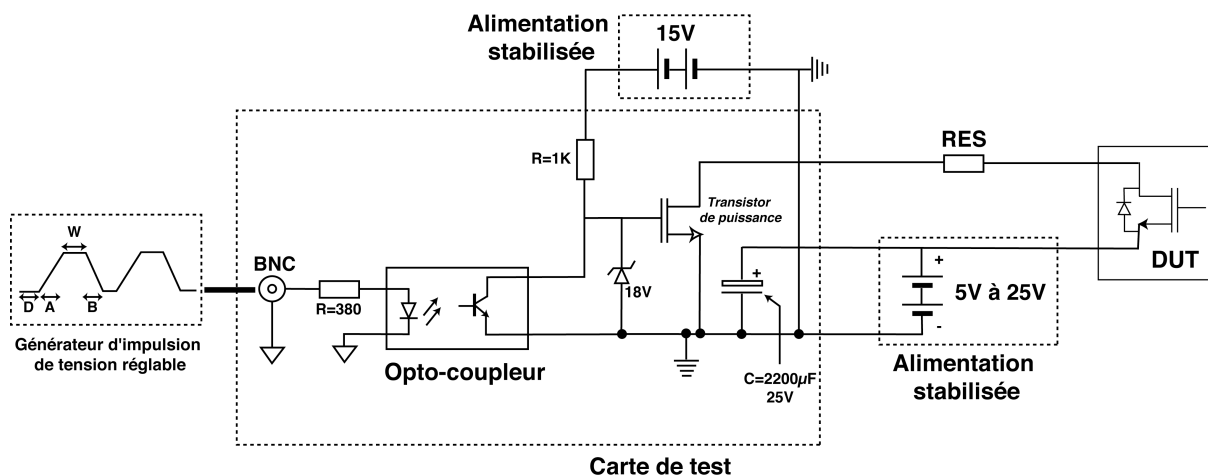 Alimentation
stabilisée
15V
R=1K
RES
Transistor
de puissance
W
D
A
B
BNC
R=380
18V
+
+
5V à 25V
-
DUT
Générateur d'impulsion
de tension réglable
Opto-coupleur
C=2200µF
25V
Alimentation
stabilisée
Carte de test